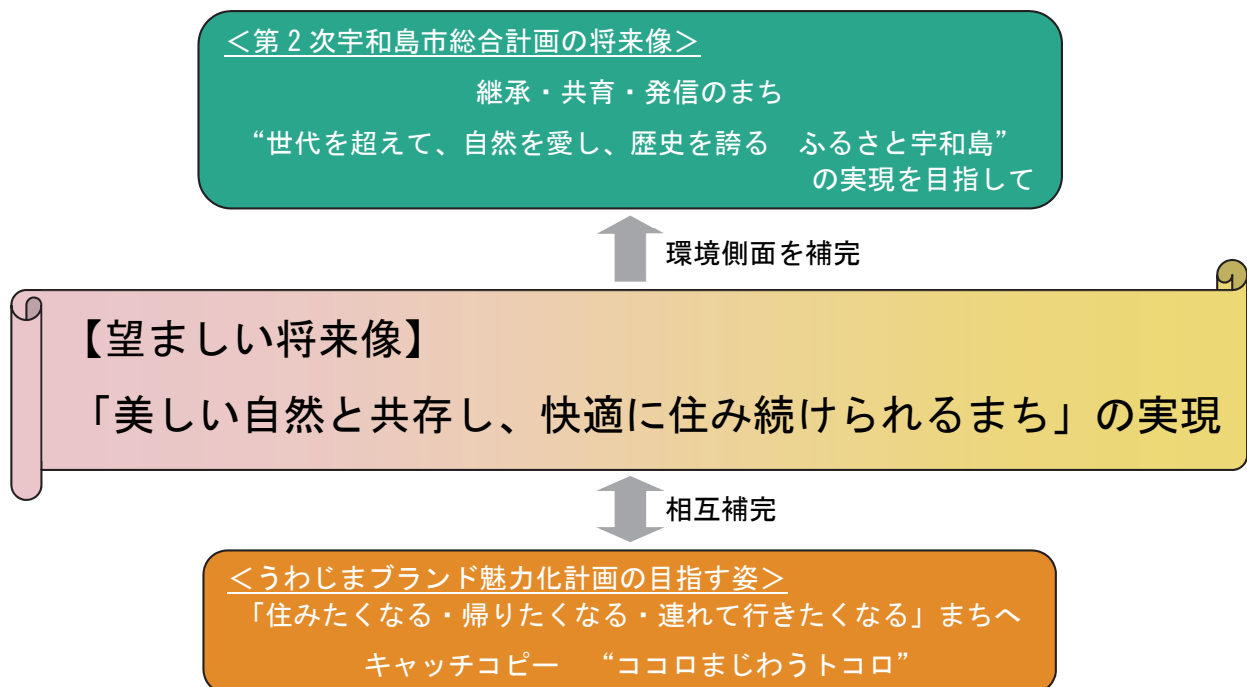 ＜第２次宇和島市総合計画の将来像＞
継承・共育・発信のまち
“世代を超えて、自然を愛し、歴史を誇る　ふるさと宇和島”
の実現を目指して
環境側面を補完
【望ましい将来像】
「美しい自然と共存し、快適に住み続けられるまち」の実現
相互補完
＜うわじまブランド魅力化計画の目指す姿＞
「住みたくなる・帰りたくなる・連れて行きたくなる」まちへ
キャッチコピー　“ココロまじわうトコロ”